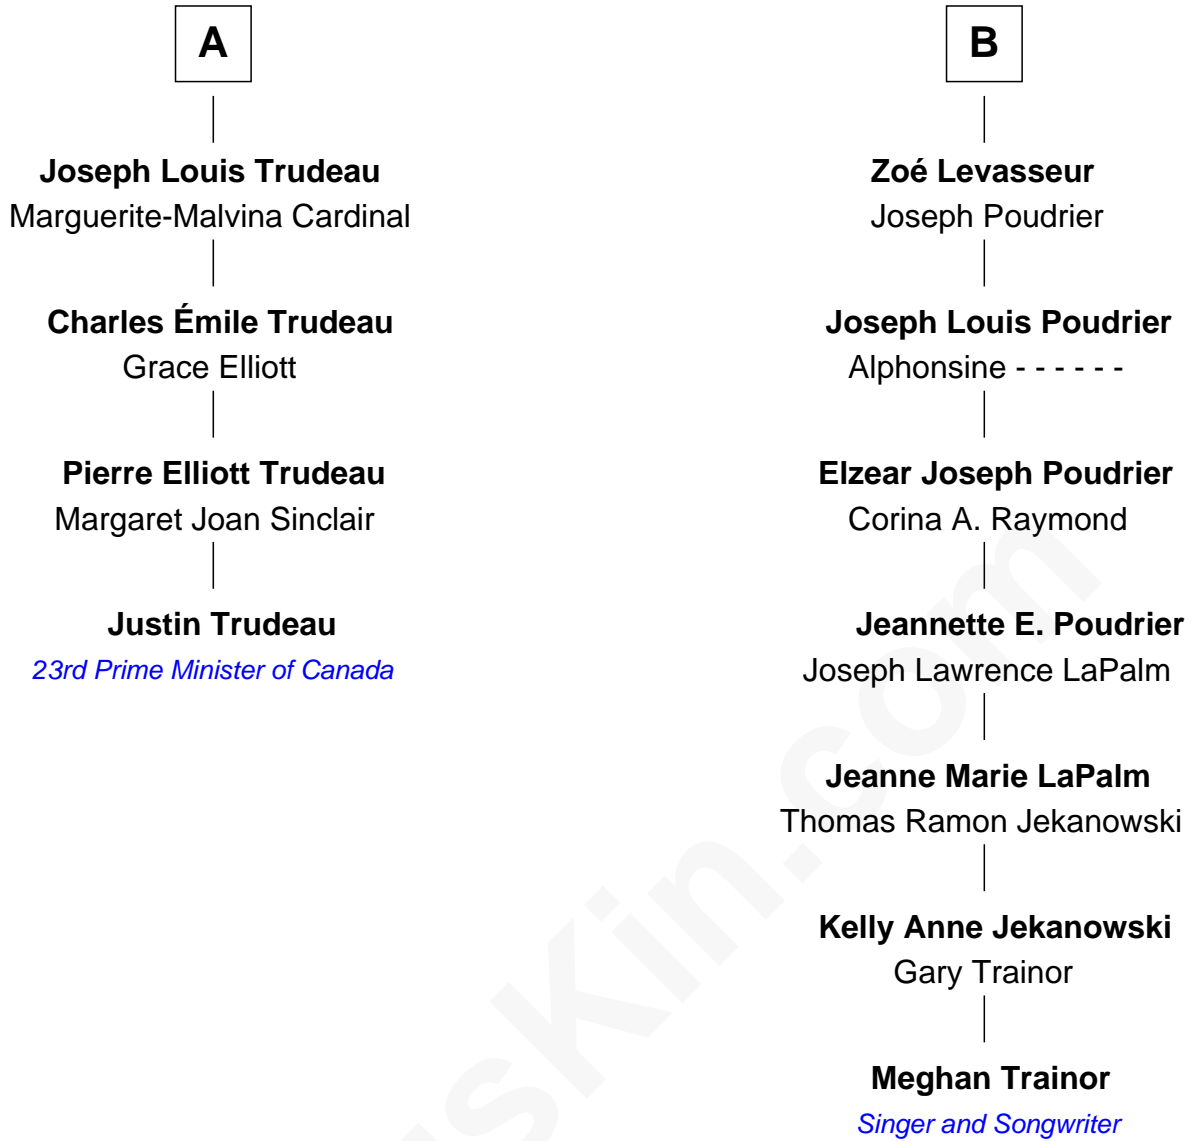 A
Joseph Louis Trudeau
Marguerite-Malvina Cardinal
Charles Émile Trudeau
Grace Elliott
Pierre Elliott Trudeau
Margaret Joan Sinclair
Justin Trudeau
23rd Prime Minister of Canada
B
Zoé Levasseur
Joseph Poudrier
Joseph Louis Poudrier
Alphonsine - - - - - -
Elzear Joseph Poudrier
Corina A. Raymond
Jeannette E. Poudrier
Joseph Lawrence LaPalm
Jeanne Marie LaPalm
Thomas Ramon Jekanowski
Kelly Anne Jekanowski
Gary Trainor
Meghan Trainor
Singer and Songwriter
sKin.com